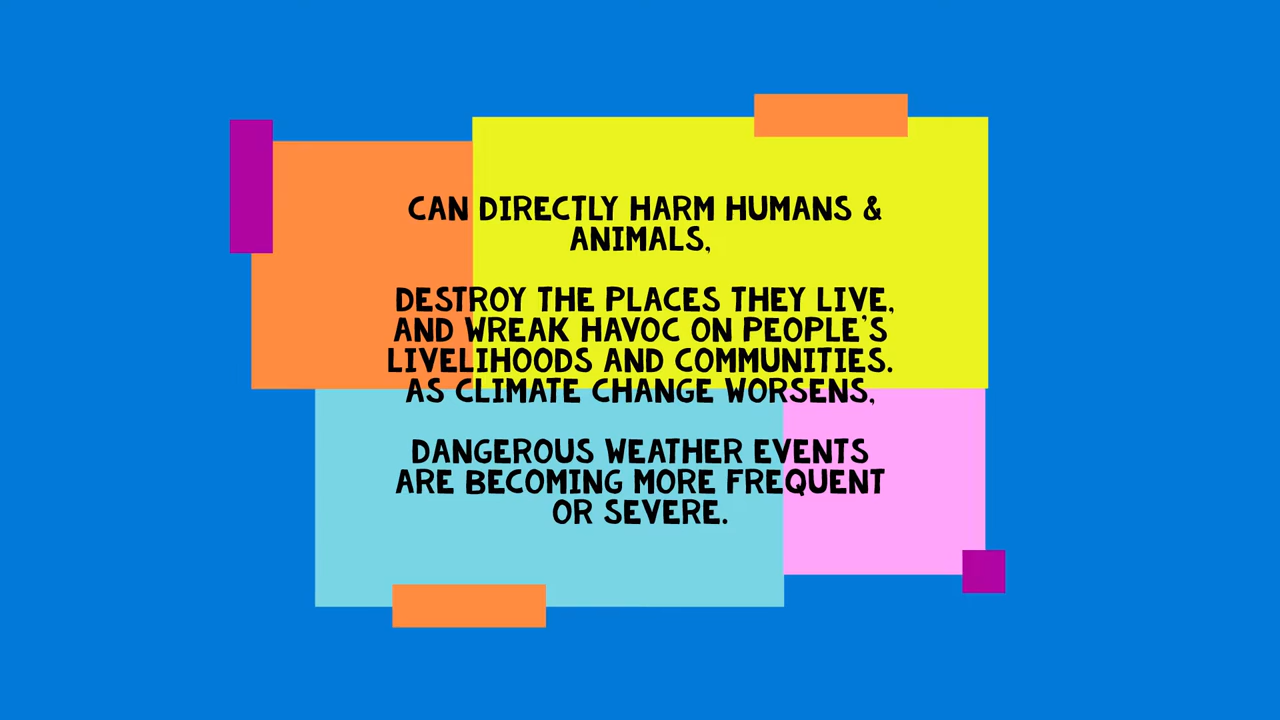 CAN DIRECTLY HARM HUMANS &
ANIMALS,
DESTROY THE PLACES THEY LIVE,
AND WREAK HAVOC ON PEOPLE'S
LIVELIHOODS AND COMMUNITIES.
AS CLIMATE CHANGE WORSENS,
DANGEROUS WEATHER EVENTS
ARE BECOMING MORE FREQUENT
OR SEVERE.